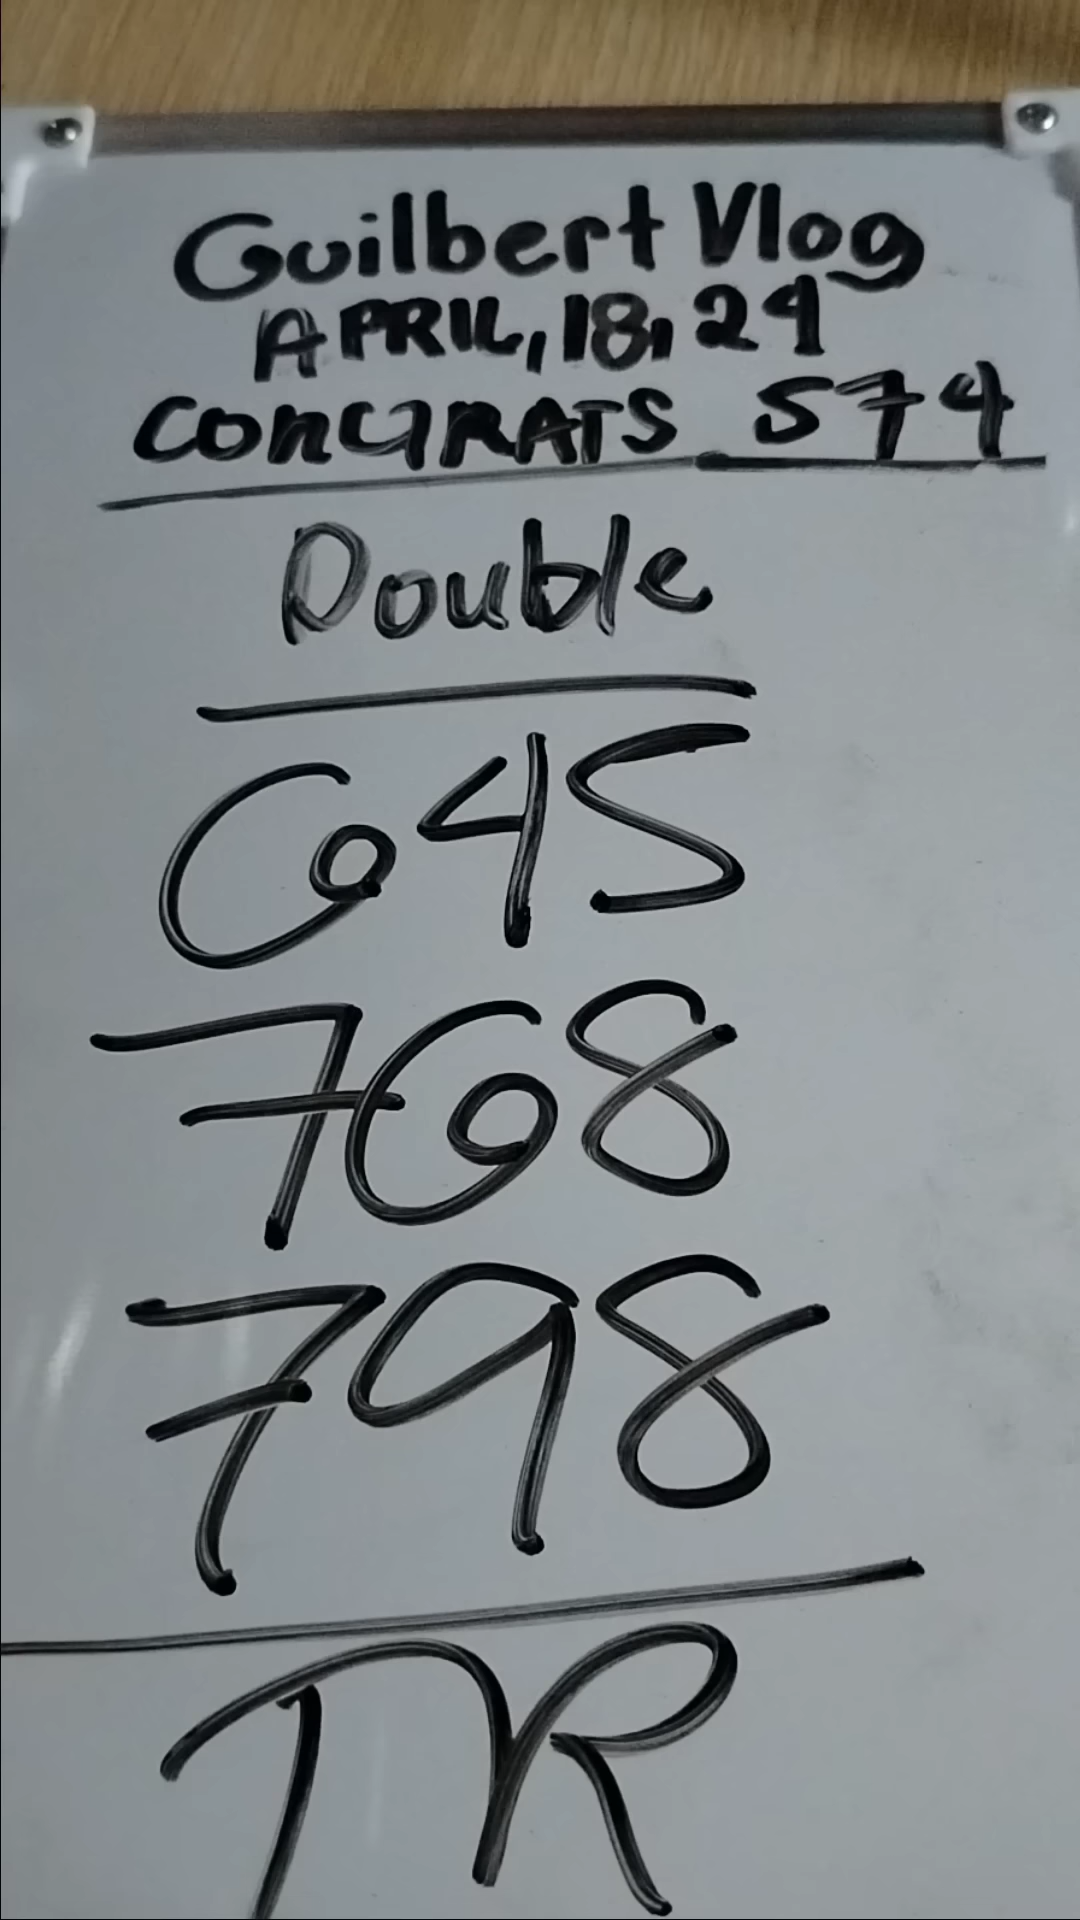 Guilbert Vlog
APRIL, 18, 24
CONGRATS 574
Double
645
768
798
TR